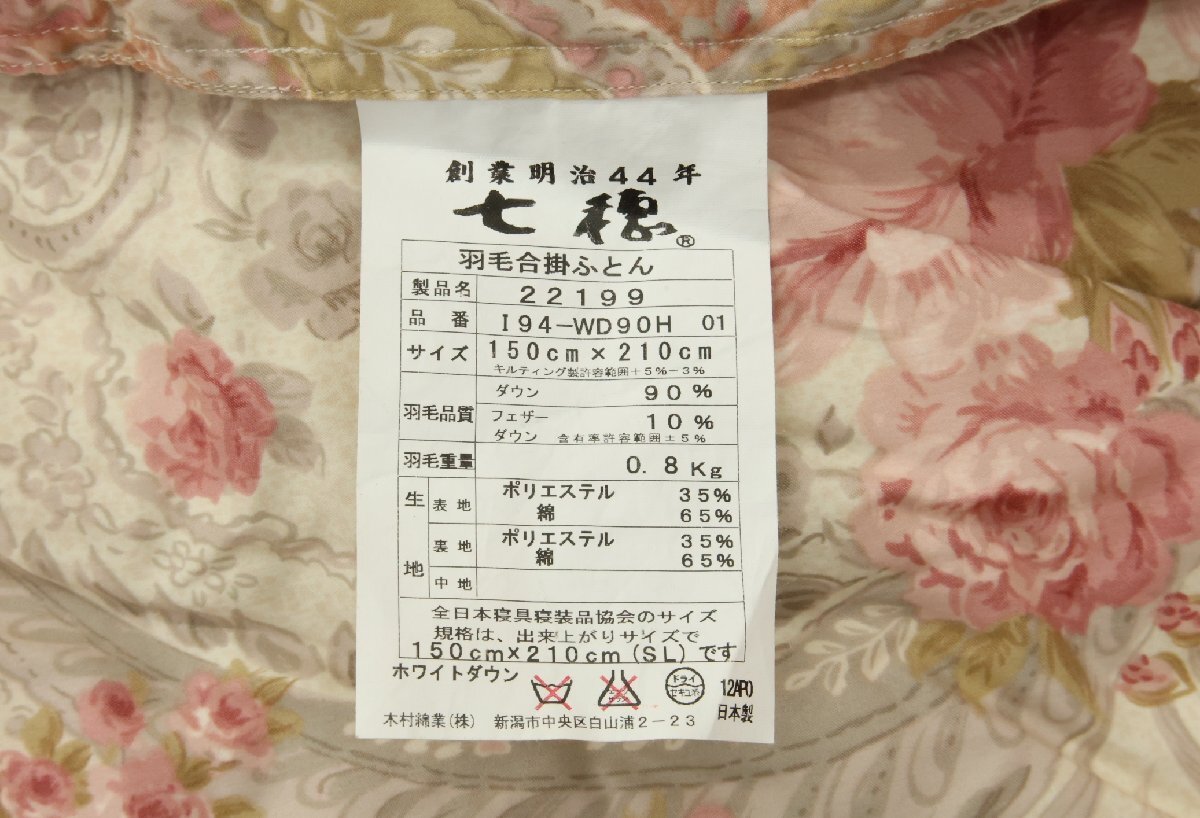 創業明治44年
七穂®
羽毛合掛ふとん
製品名 22199
品番 I94-WD90H 01
サイズ 150cm×210cm
キルティング製許容範囲+5%-3%
羽毛品質 ダウン 90%
フェザー 10%
ダウン 含有率許容範囲±5%
羽毛重量 0.8Kg
生地 表地 ポリエステル 35%
綿 65%
裏地 ポリエステル 35%
綿 65%
中地
全日本寝具寝装品協会のサイズ
規格は、出来上がりサイズで
150cm×210cm(SL)です
ホワイトダウン ドライ セキユ系 12AP0
日本製
木村綿業(株) 新潟市中央区白山浦2-23